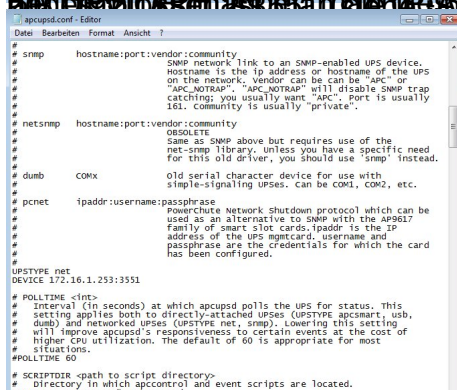 apcupsd.conf - Editor
Datei Bearbeiten Format Ansicht ?
#
# snmp hostname:port:vendor:community
# SNMP network link to an SNMP-enabled UPS device.
# Hostname is the ip address or hostname of the UPS
# on the network. Vendor can be can be "APC" or
# "APC_NOTRAP". "APC_NOTRAP" will disable SNMP trap
# catching; you usually want "APC". Port is usually
# 161. Community is usually "private".
#
# netsnmp hostname:port:vendor:community
# OBSOLETE
# Same as SNMP above but requires use of the
# net-snmp library. Unless you have a specific need
# for this old driver, you should use 'snmp' instead.
#
# dumb COMx Old serial character device for use with
# simple-signaling UPSes. Can be COM1, COM2, etc.
#
# pcnet ipaddr:username:passphrase
# PowerChute Network Shutdown protocol which can be
# used as an alternative to SNMP with the AP9617
# family of smart slot cards.ipaddr is the IP
# address of the UPS mgmtcard. username and
# passphrase are the credentials for which the card
# has been configured.
#
UPSTYPE net
DEVICE 172.16.1.253:3551
# POLLTIME <int>
# Interval (in seconds) at which apcupsd polls the UPS for status. This
# setting applies both to directly-attached UPSes (UPSTYPE apcsmart, usb,
# dumb) and networked UPSes (UPSTYPE net, snmp). Lowering this setting
# will improve apcupsd's responsiveness to certain events at the cost of
# higher CPU utilization. The default of 60 is appropriate for most
# situations.
#POLLTIME 60
# SCRIPTDIR <path to script directory>
# Directory in which apccontrol and event scripts are located.